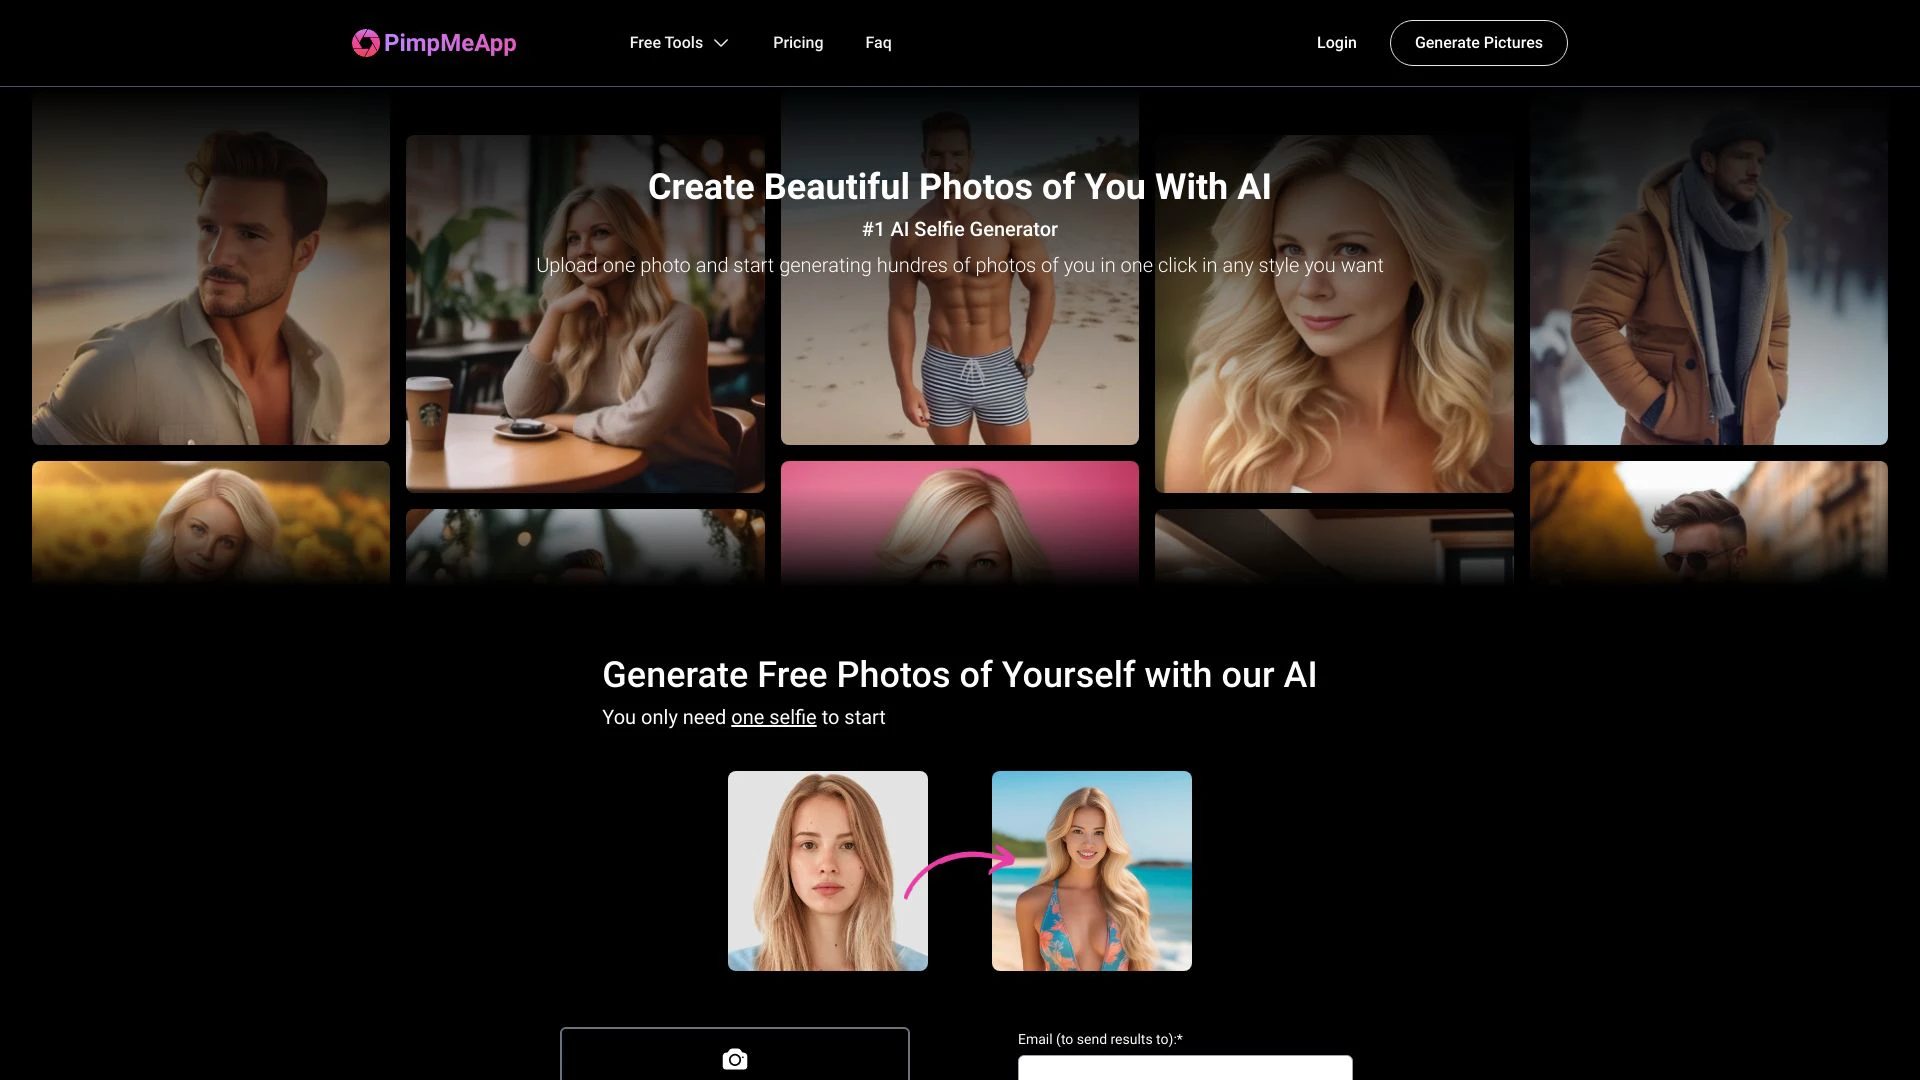 PimpMeApp
Free Tools
Pricing
Faq
Login
Generate Pictures
Create Beautiful Photos of You With AI
#1 AI Selfie Generator
Upload one photo and start generating hundres of photos of you in one click in any style you want
Generate Free Photos of Yourself with our AI
You only need one selfie to start
Email (to send results to):*